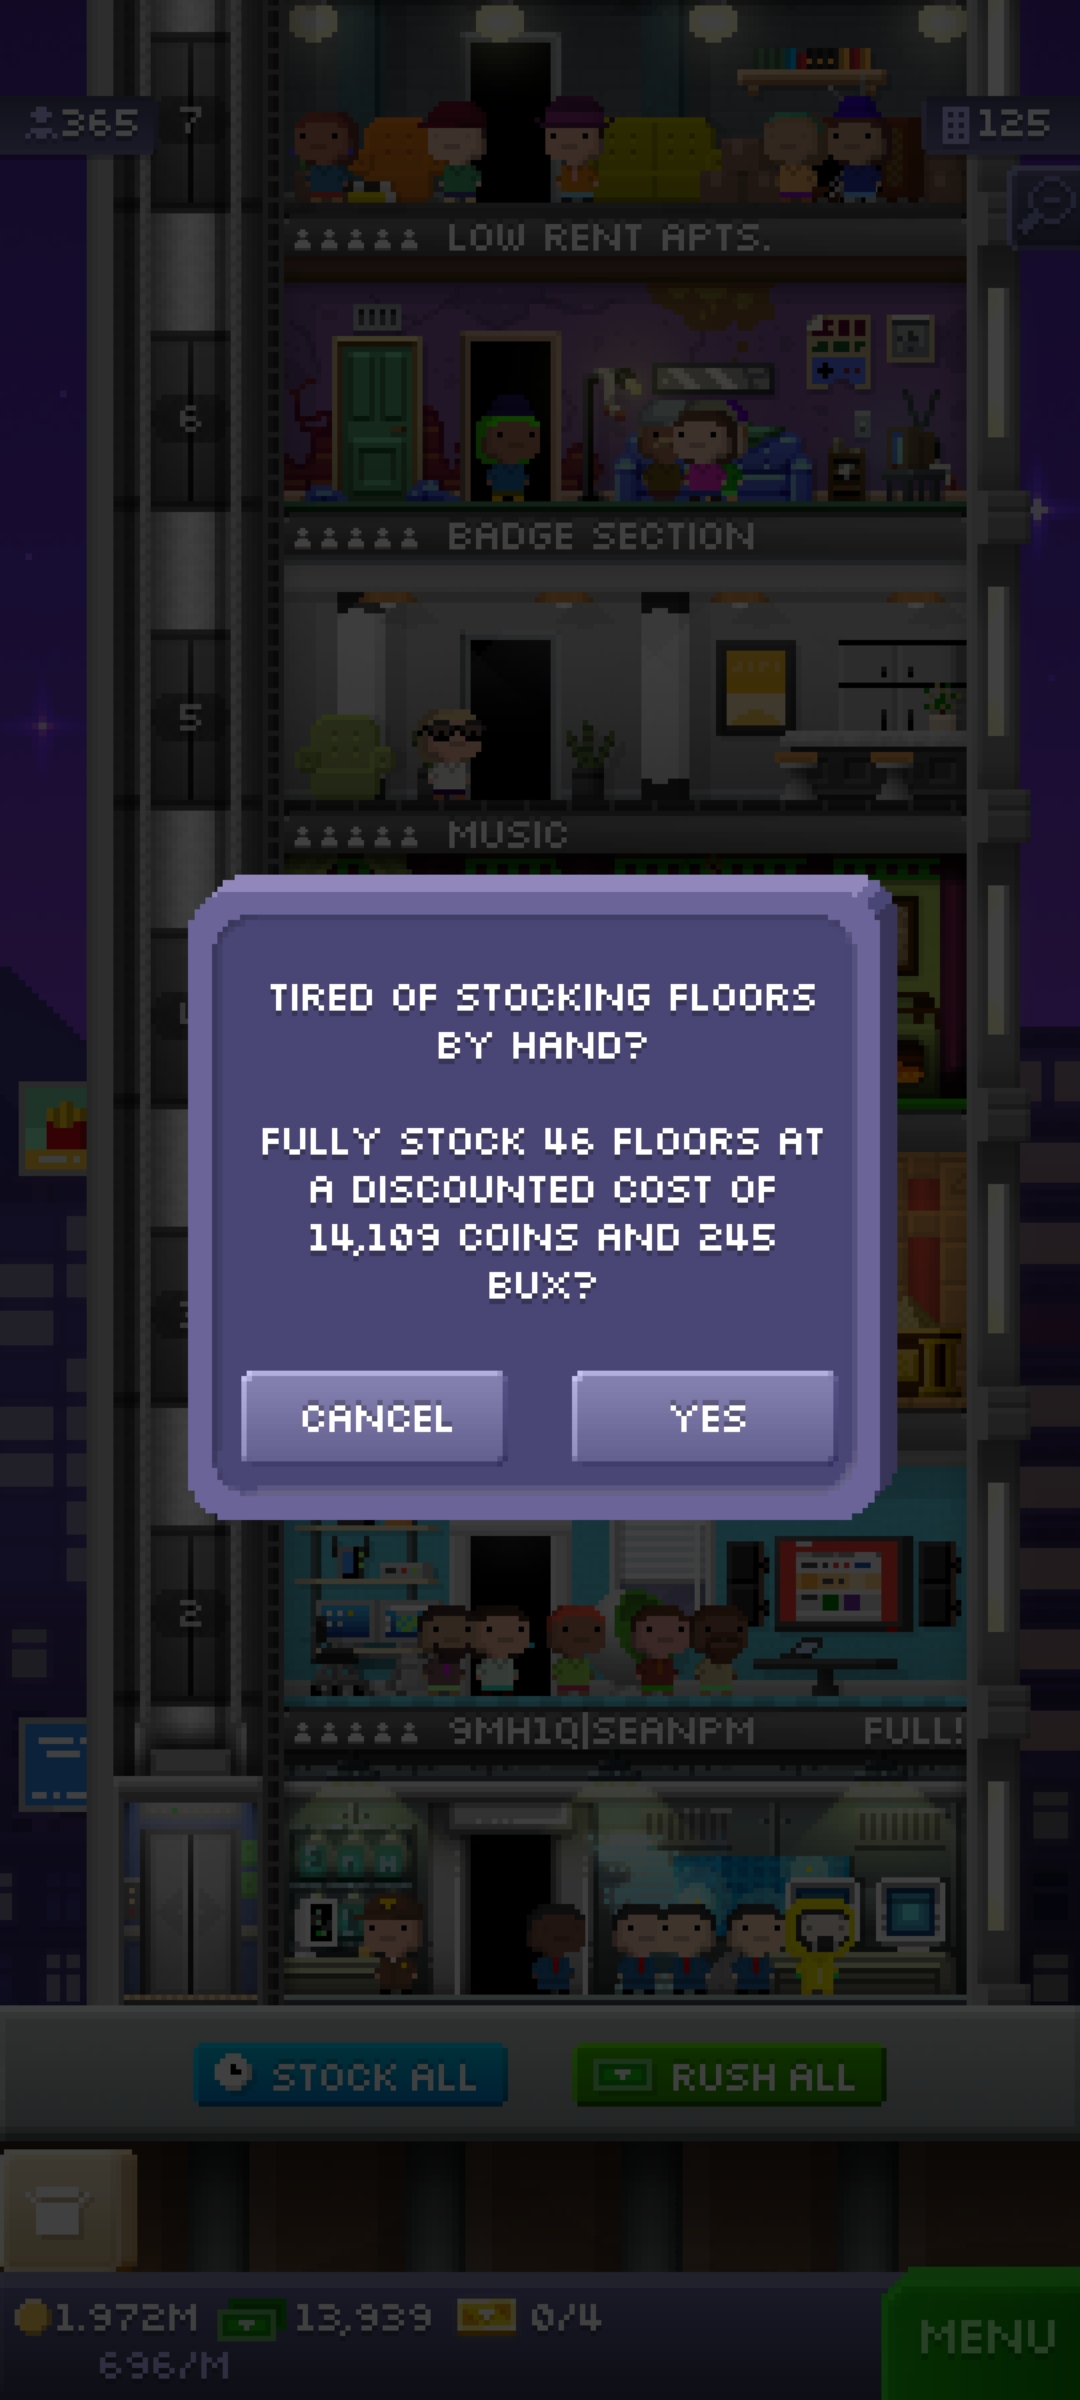 365
7
125
LOW RENT APTS.
6
BADGE SECTION
5
MUSIC
TIRED OF STOCKING FLOORS
BY HAND?
FULLY STOCK 46 FLOORS AT
A DISCOUNTED COST OF
14,109 COINS AND 245
BUX?
CANCEL
YES
2
9MH1Q|SEANPM
FULL!
STOCK ALL
RUSH ALL
1.972M
13,939
0/4
696/M
MENU